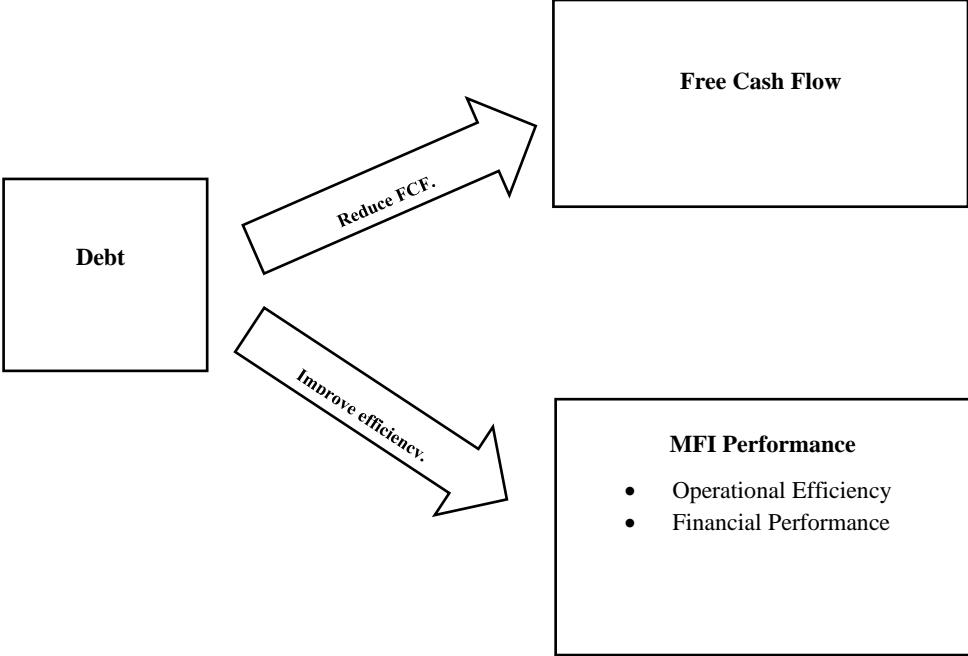 Free Cash Flow
Reduce FCF.
Debt
Improve efficiency.
MFI Performance
• Operational Efficiency
• Financial Performance